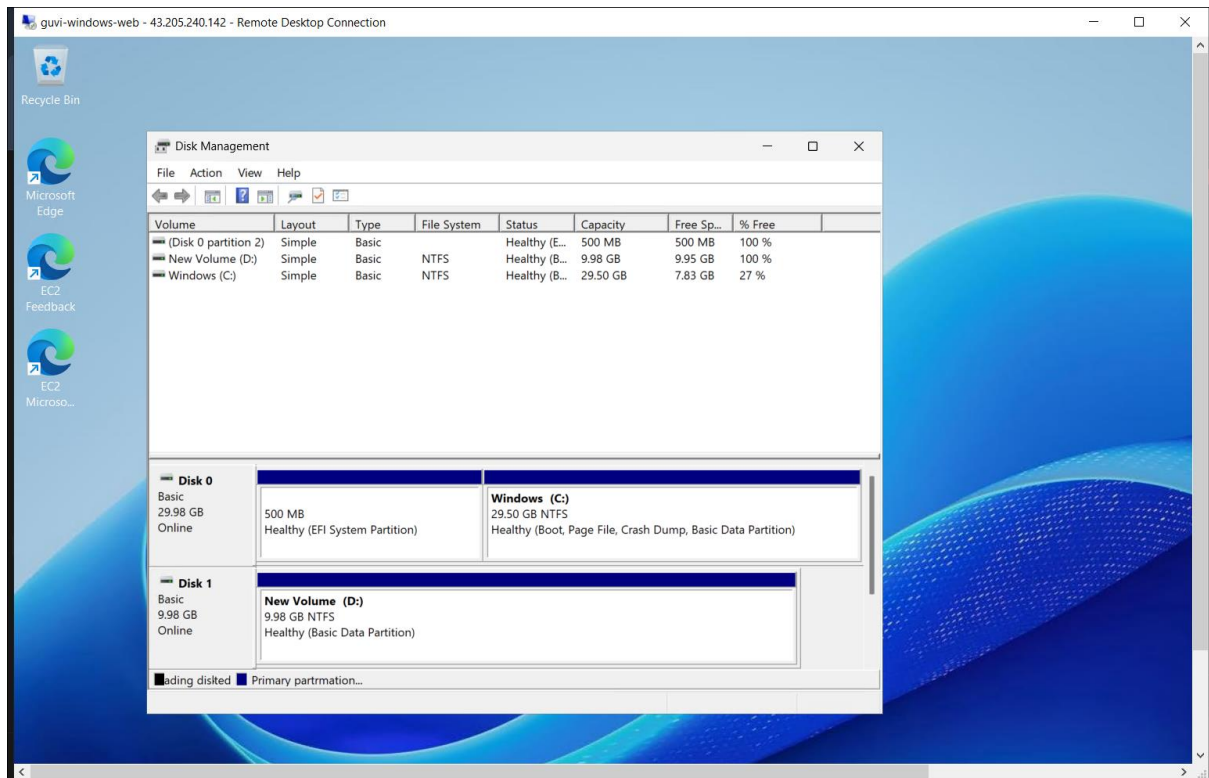 guvi-windows-web - 43.205.240.142 - Remote Desktop Connection
Recycle Bin
Microsoft
Edge
EC2
Feedback
EC2
Microso...
Disk Management
File Action View Help
Volume Layout Type File System Status Capacity Free Sp... % Free
(Disk 0 partition 2) Simple Basic Healthy (E... 500 MB 500 MB 100 %
New Volume (D:) Simple Basic NTFS Healthy (B... 9.98 GB 9.95 GB 100 %
Windows (C:) Simple Basic NTFS Healthy (B... 29.50 GB 7.83 GB 27 %
Disk 0
Basic
29.98 GB
Online
500 MB
Healthy (EFI System Partition)
Windows (C:)
29.50 GB NTFS
Healthy (Boot, Page File, Crash Dump, Basic Data Partition)
Disk 1
Basic
9.98 GB
Online
New Volume (D:)
9.98 GB NTFS
Healthy (Basic Data Partition)
Primary